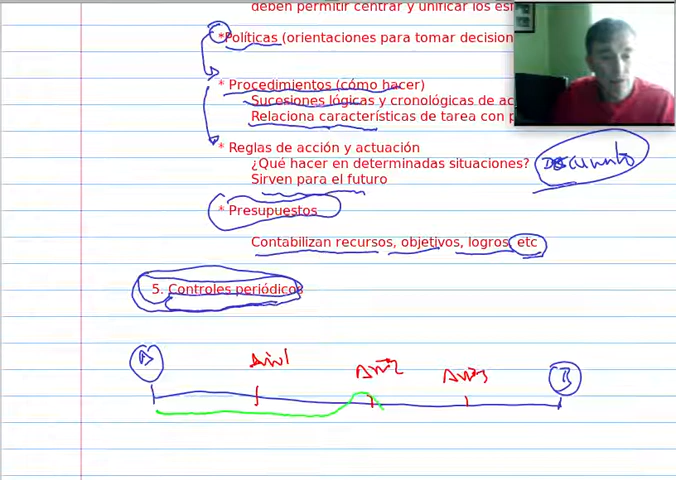 deben permitir centrar y unificar los es
*Políticas (orientaciones para tomar decision
* Procedimientos (cómo hacer)
Sucesiones lógicas y cronológicas de ac
Relaciona características de tarea con p
* Reglas de acción y actuación
¿Qué hacer en determinadas situaciones?
Descuento
Sirven para el futuro
* Presupuestos
Contabilizan recursos, objetivos, logros, etc
5. Controles periódicos
A
Año1
Año2
Año3
B